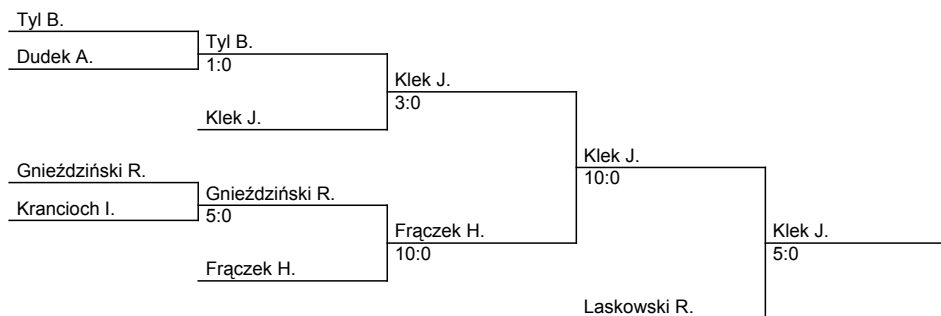 Tyl B.
Tyl B.
Dudek A.
1:0
Klek J.
3:0
Klek J.
Klek J.
10:0
Gnieździński R.
Gnieździński R.
Krancioch I.
5:0
Frączek H.
10:0
Klek J.
5:0
Frączek H.
Laskowski R.